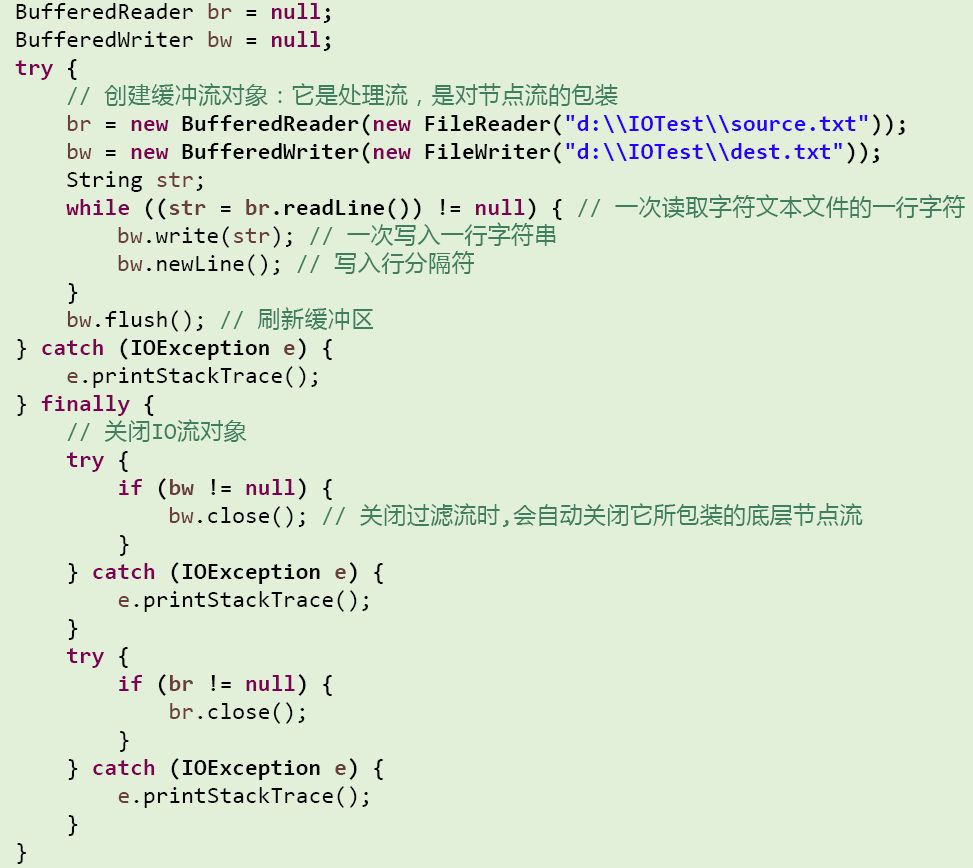 BufferedReader br = null;
BufferedWriter bw = null;
try {
    // 创建缓冲流对象：它是处理流，是对节点流的包装
    br = new BufferedReader(new FileReader("d:\\IOTest\\source.txt"));
    bw = new BufferedWriter(new FileWriter("d:\\IOTest\\dest.txt"));
    String str;
    while ((str = br.readLine()) != null) { // 一次读取字符文本文件的一行字符
        bw.write(str); // 一次写入一行字符串
        bw.newLine(); // 写入行分隔符
    }
    bw.flush(); // 刷新缓冲区
} catch (IOException e) {
    e.printStackTrace();
} finally {
    // 关闭IO流对象
    try {
        if (bw != null) {
            bw.close(); // 关闭过滤流时,会自动关闭它所包装的底层节点流
        }
    } catch (IOException e) {
        e.printStackTrace();
    }
    try {
        if (br != null) {
            br.close();
        }
    } catch (IOException e) {
        e.printStackTrace();
    }
}